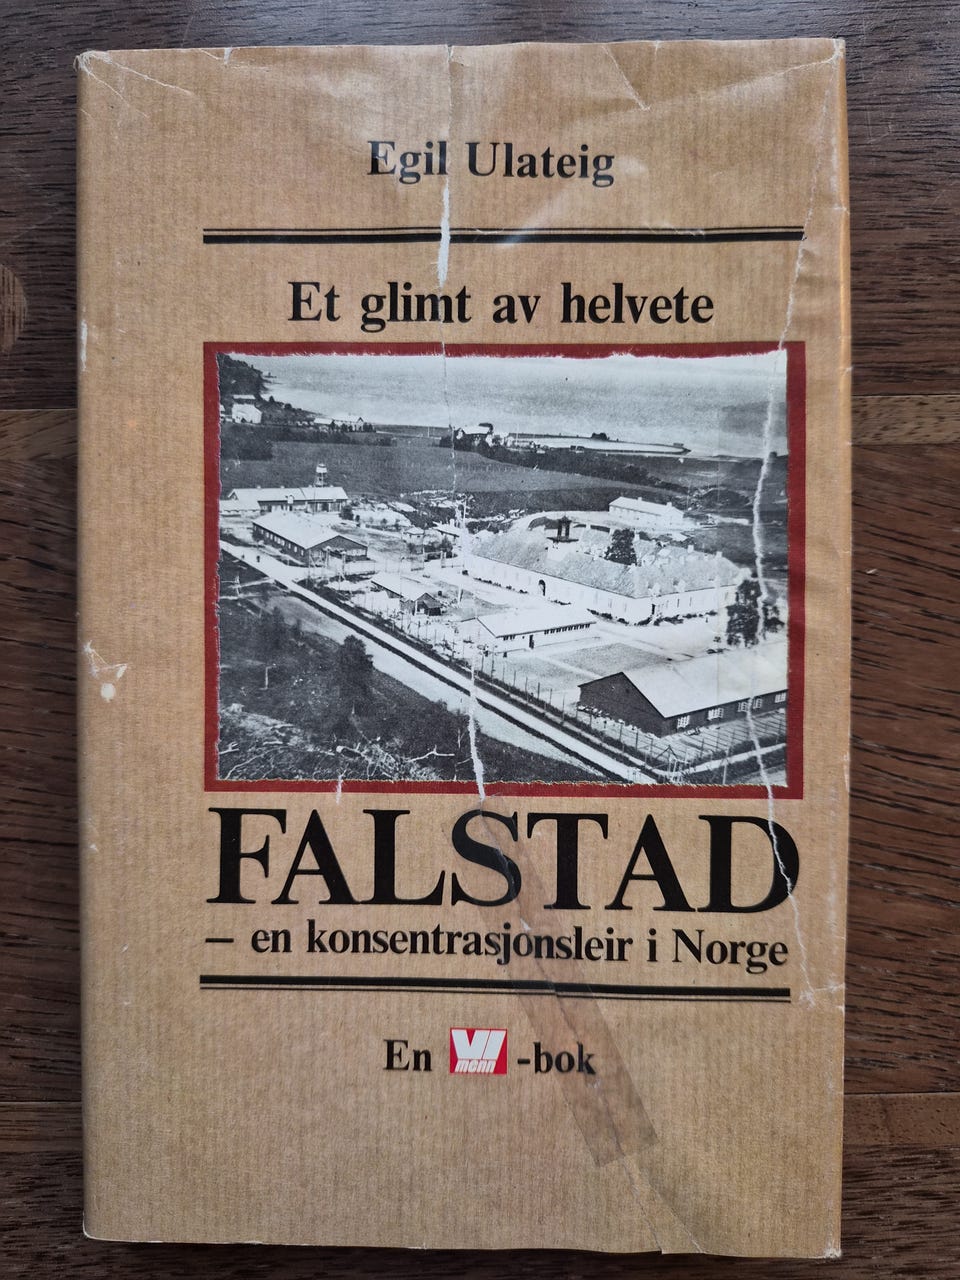 Egil Ulateig
Et glimt av helvete
FALSTAD
– en konsentrasjonsleir i Norge
En VI menn -bok